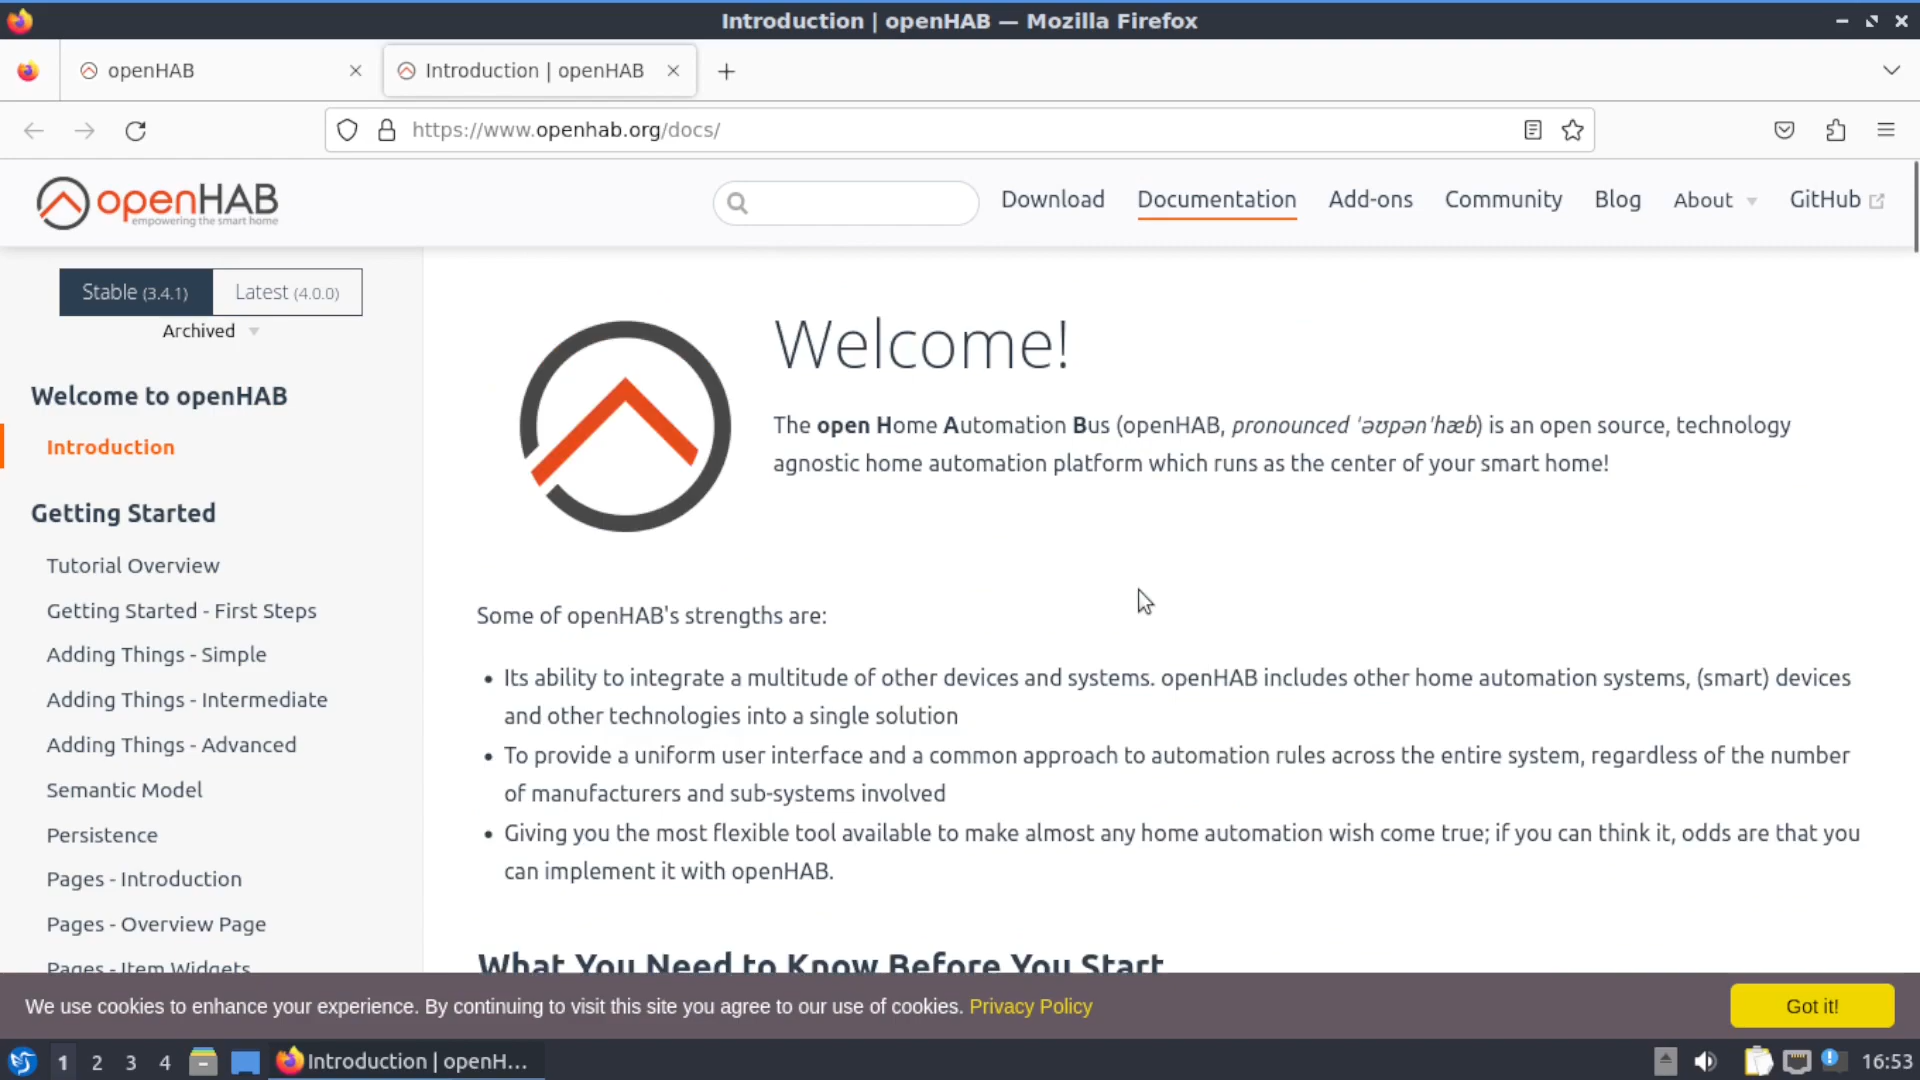 Introduction | openHAB — Mozilla Firefox
openHAB
Introduction | openHAB
https://www.openhab.org/docs/
openHAB
empowering the smart home
Download
Documentation
Add-ons
Community
Blog
About
GitHub
Stable (3.4.1)
Latest (4.0.0)
Archived
Welcome to openHAB
Introduction
Getting Started
Tutorial Overview
Getting Started - First Steps
Adding Things - Simple
Adding Things - Intermediate
Adding Things - Advanced
Semantic Model
Persistence
Pages - Introduction
Pages - Overview Page
Pages - Item Widgets
Welcome!
The open Home Automation Bus (openHAB, pronounced ˈəʊpənˈhæb) is an open source, technology
agnostic home automation platform which runs as the center of your smart home!
Some of openHAB's strengths are:
• Its ability to integrate a multitude of other devices and systems. openHAB includes other home automation systems, (smart) devices
and other technologies into a single solution
• To provide a uniform user interface and a common approach to automation rules across the entire system, regardless of the number
of manufacturers and sub-systems involved
• Giving you the most flexible tool available to make almost any home automation wish come true; if you can think it, odds are that you
can implement it with openHAB.
What You Need to Know Before You Start
We use cookies to enhance your experience. By continuing to visit this site you agree to our use of cookies. Privacy Policy
Got it!
1 2 3 4
Introduction | openH...
16:53